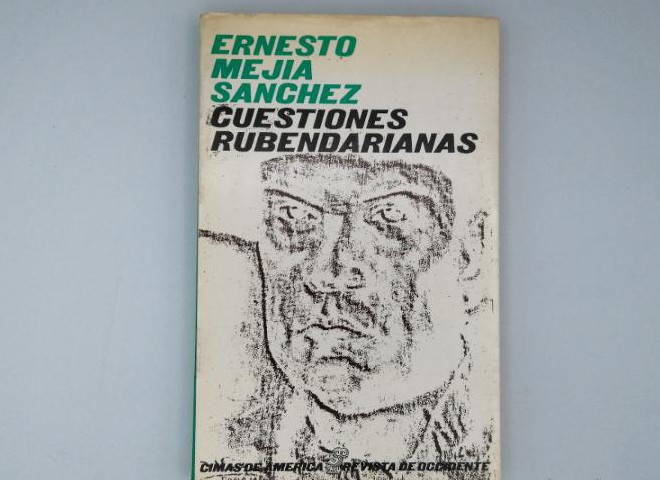 ERNESTO
MEJIA
SANCHEZ
CUESTIONES
RUBENDARIANAS
CIMAS DE AMERICA REVISTA DE OCCIDENTE